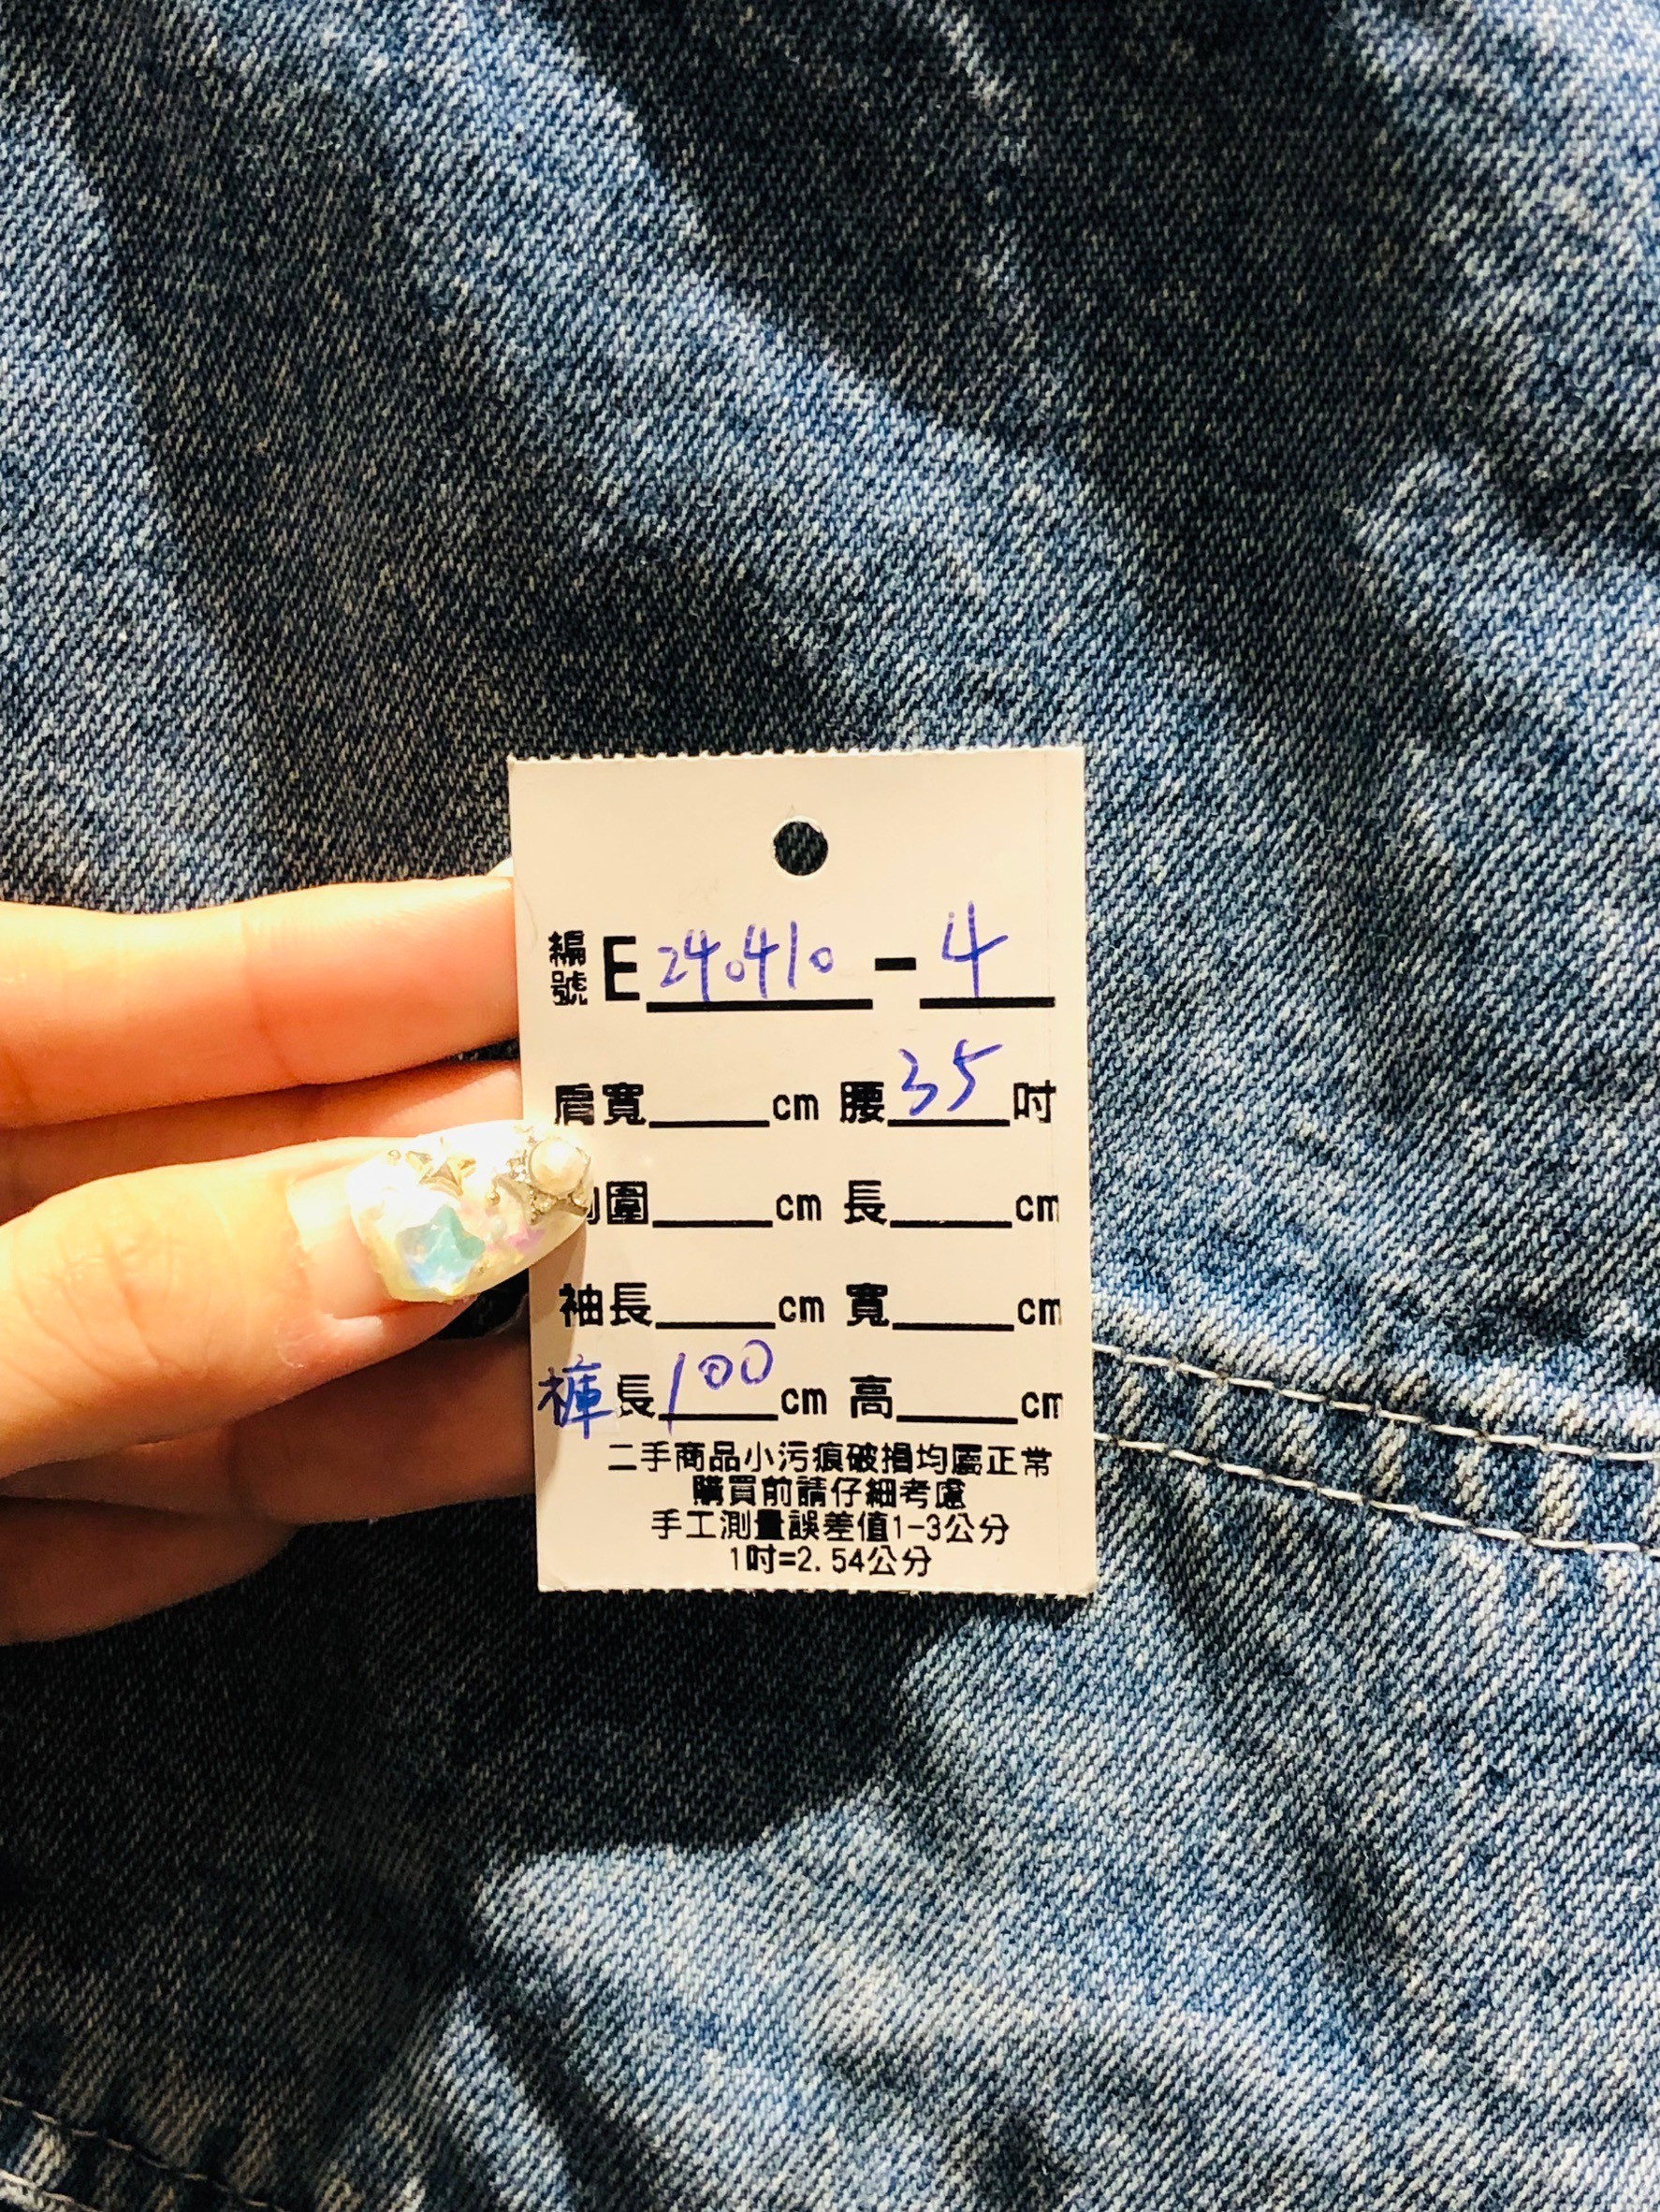 編號 E 240410 - 4
肩寬 cm 腰 35 吋
圍 cm 長 cm
袖長 cm 寬 cm
褲長 100 cm 高 cm
二手商品小污痕破損均屬正常
購買前請仔細考慮
手工測量誤差值1-3公分
1吋=2.54公分